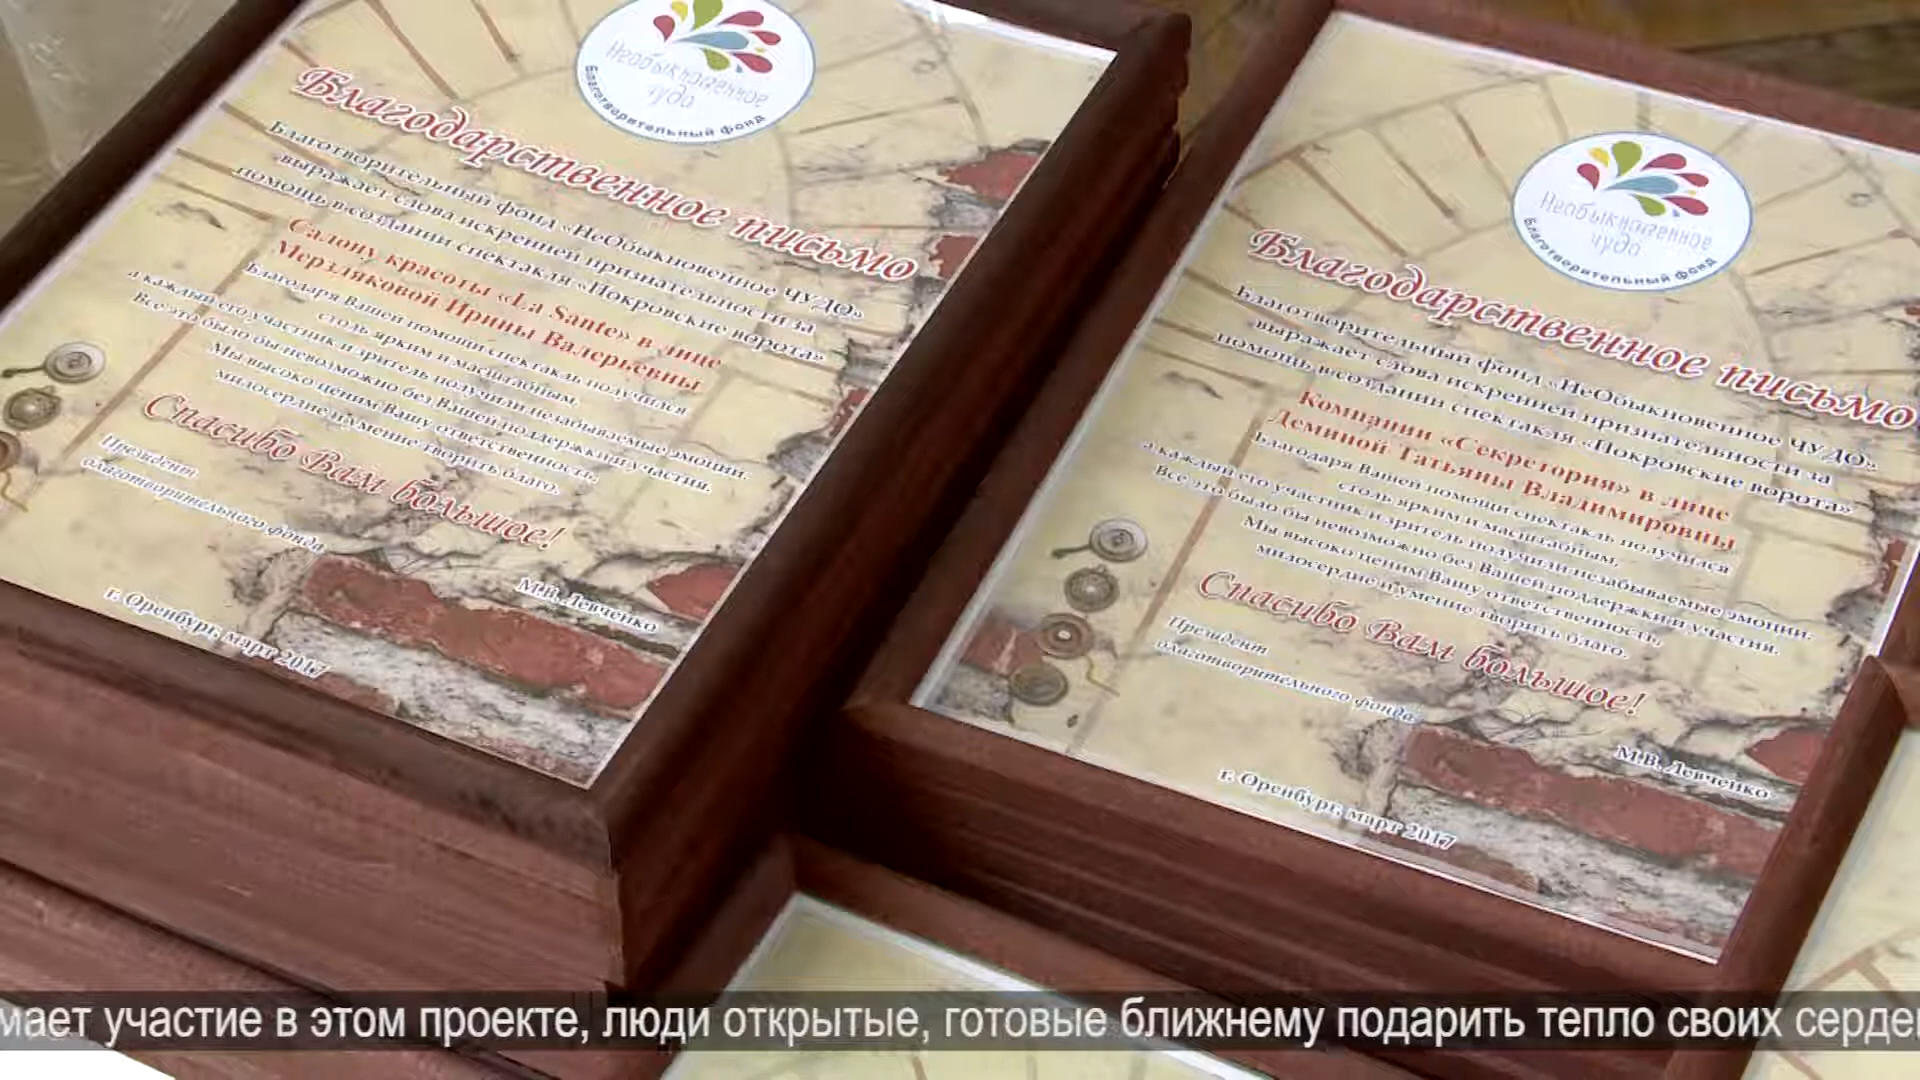 Необыкновенное
чудо
Благотворительный фонд
Благодарственное письмо
Благотворительный фонд «НеОбыкновенное ЧУДО»
выражает слова искренней признательности за
помощь в создании спектакля «Покровские ворота»
Салону красоты «La Sante» в лице
Мерзляковой Ирины Валерьевны
Благодаря Вашей помощи спектакль получился
столь ярким и масштабным,
а каждый его участник и зритель получили незабываемые эмоции.
Все это было бы невозможно без Вашей поддержки и участия.
Мы высоко ценим Вашу ответственность,
милосердие и умение творить благо.
Спасибо Вам большое!
Президент
благотворительного фонда
М.В. Левченко
г. Оренбург, март 2017
Необыкновенное
чудо
Благотворительный фонд
Благодарственное письмо
Благотворительный фонд «НеОбыкновенное ЧУДО»
выражает слова искренней признательности за
помощь в создании спектакля «Покровские ворота»
Компании «Секретория» в лице
Деминой Татьяны Владимировны
Благодаря Вашей помощи спектакль получился
столь ярким и масштабным,
а каждый его участник и зритель получили незабываемые эмоции.
Все это было бы невозможно без Вашей поддержки и участия.
Мы высоко ценим Вашу ответственность,
милосердие и умение творить благо.
Спасибо Вам большое!
Президент
благотворительного фонда
М.В. Левченко
г. Оренбург, март 2017
мает участие в этом проекте, люди открытые, готовые ближнему подарить тепло своих серде